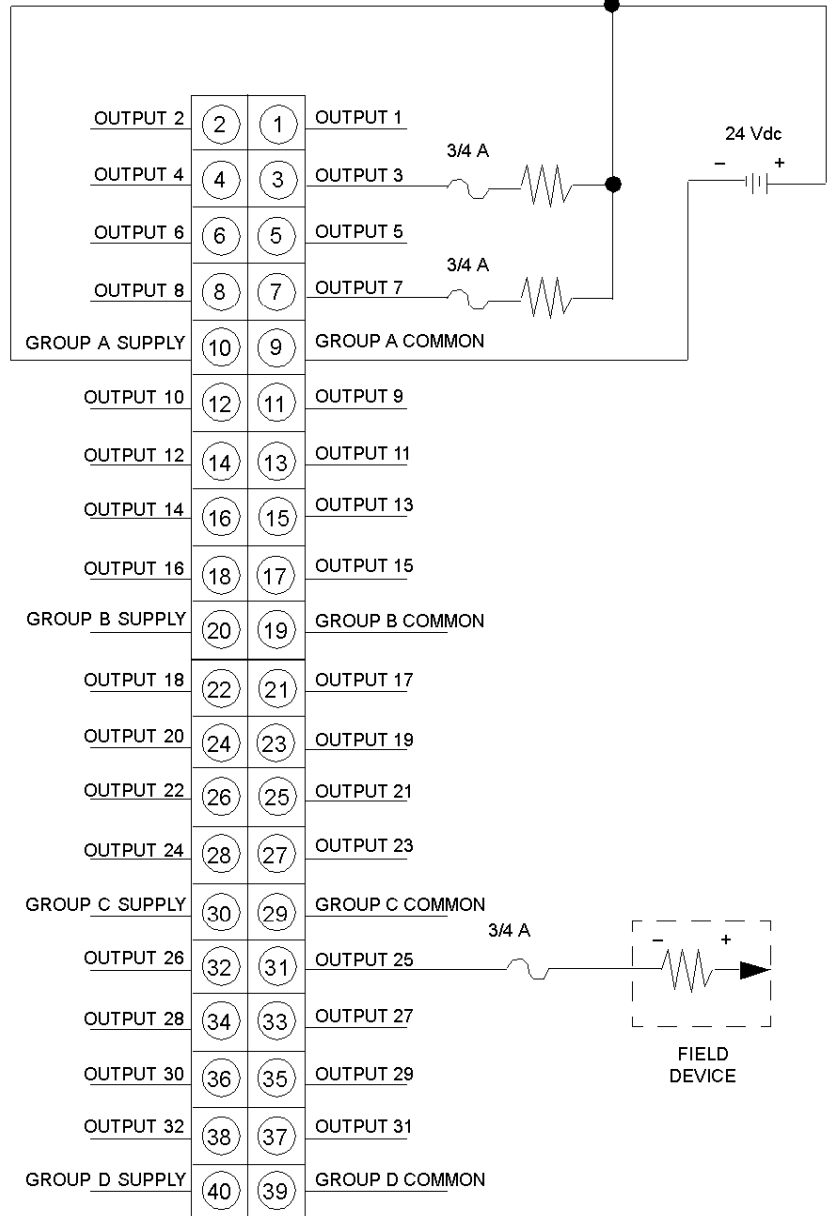 OUTPUT 2 2 1 OUTPUT 1
24 Vdc
3/4 A
– +
OUTPUT 4 4 3 OUTPUT 3
OUTPUT 6 6 5 OUTPUT 5
3/4 A
OUTPUT 8 8 7 OUTPUT 7
GROUP A SUPPLY 10 9 GROUP A COMMON
OUTPUT 10 12 11 OUTPUT 9
OUTPUT 12 14 13 OUTPUT 11
OUTPUT 14 16 15 OUTPUT 13
OUTPUT 16 18 17 OUTPUT 15
GROUP B SUPPLY 20 19 GROUP B COMMON
OUTPUT 18 22 21 OUTPUT 17
OUTPUT 20 24 23 OUTPUT 19
OUTPUT 22 26 25 OUTPUT 21
OUTPUT 24 28 27 OUTPUT 23
GROUP C SUPPLY 30 29 GROUP C COMMON
3/4 A
– +
OUTPUT 26 32 31 OUTPUT 25
OUTPUT 28 34 33 OUTPUT 27
FIELD
DEVICE
OUTPUT 30 36 35 OUTPUT 29
OUTPUT 32 38 37 OUTPUT 31
GROUP D SUPPLY 40 39 GROUP D COMMON